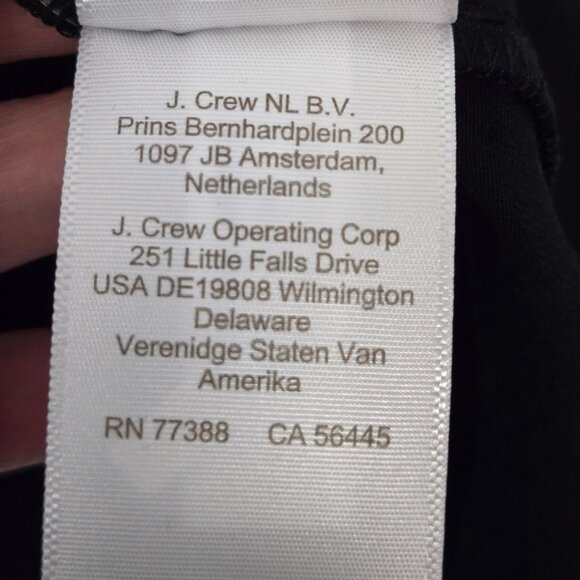 J. Crew NL B.V.
Prins Bernhardplein 200
1097 JB Amsterdam,
Netherlands
J. Crew Operating Corp
251 Little Falls Drive
USA DE19808 Wilmington
Delaware
Verenidge Staten Van
Amerika
RN 77388 CA 56445